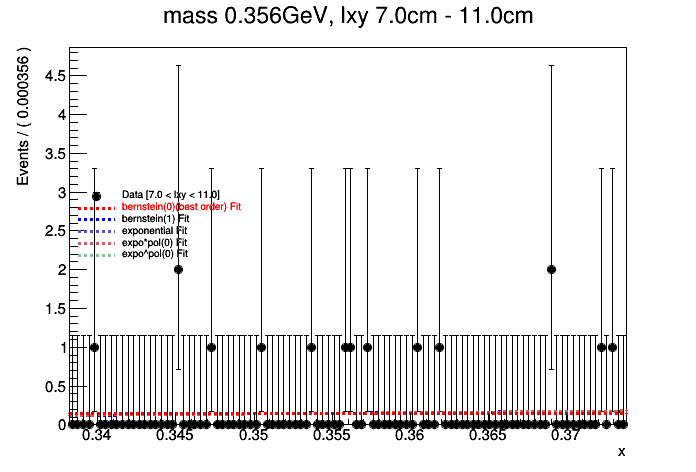 mass 0.356GeV, lxy 7.0cm - 11.0cm
Events / ( 0.000356 )
4.5
4
3.5
3
2.5
2
1.5
1
0.5
0
Data [7.0 < lxy < 11.0]
bernstein(0)(best order) Fit
bernstein(1) Fit
exponential Fit
expo*pol(0) Fit
expo^pol(0) Fit
0.34 0.345 0.35 0.355 0.36 0.365 0.37
x